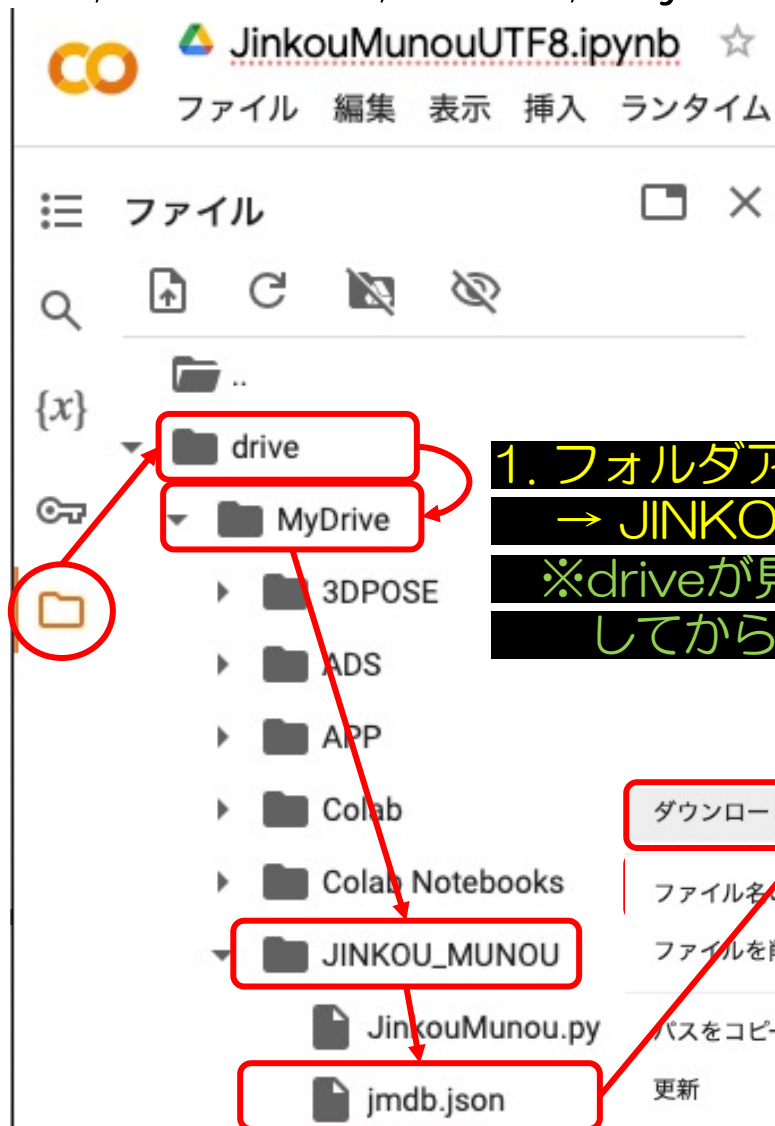 JinkouMunouUTF8.ipynb
ファイル 編集 表示 挿入 ランタイム
ファイル
..
{x}
drive
MyDrive
1. フォルダア
→ JINKO
※driveが見
してから
3DPOSE
ADS
APP
Colab
ダウンロー
Colab Notebooks
ファイル名
JINKOU_MUNOU
ファイルを削
JinkouMunou.py
パスをコピー
jmdb.json
更新